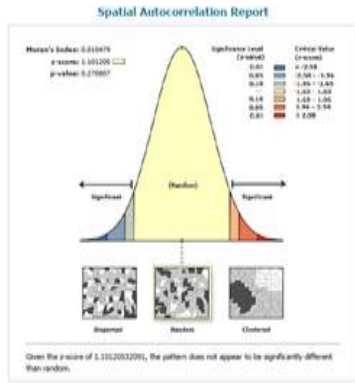 Spatial Autocorrelation Report
Moran's Index: 0.010479
z-score: 1.101205
p-value: 0.270807
Significance Level
(p-value)
Critical Value
(z-score)
0.01 < -2.58
0.05 -2.58 - -1.96
0.10 -1.96 - -1.65
-- -1.65 - 1.65
0.10 1.65 - 1.96
0.05 1.96 - 2.58
0.01 > 2.58
Significant
(Random)
Significant
Dispersed
Random
Clustered
Given the z-score of 1.10120532091, the pattern does not appear to be significantly different
than random.